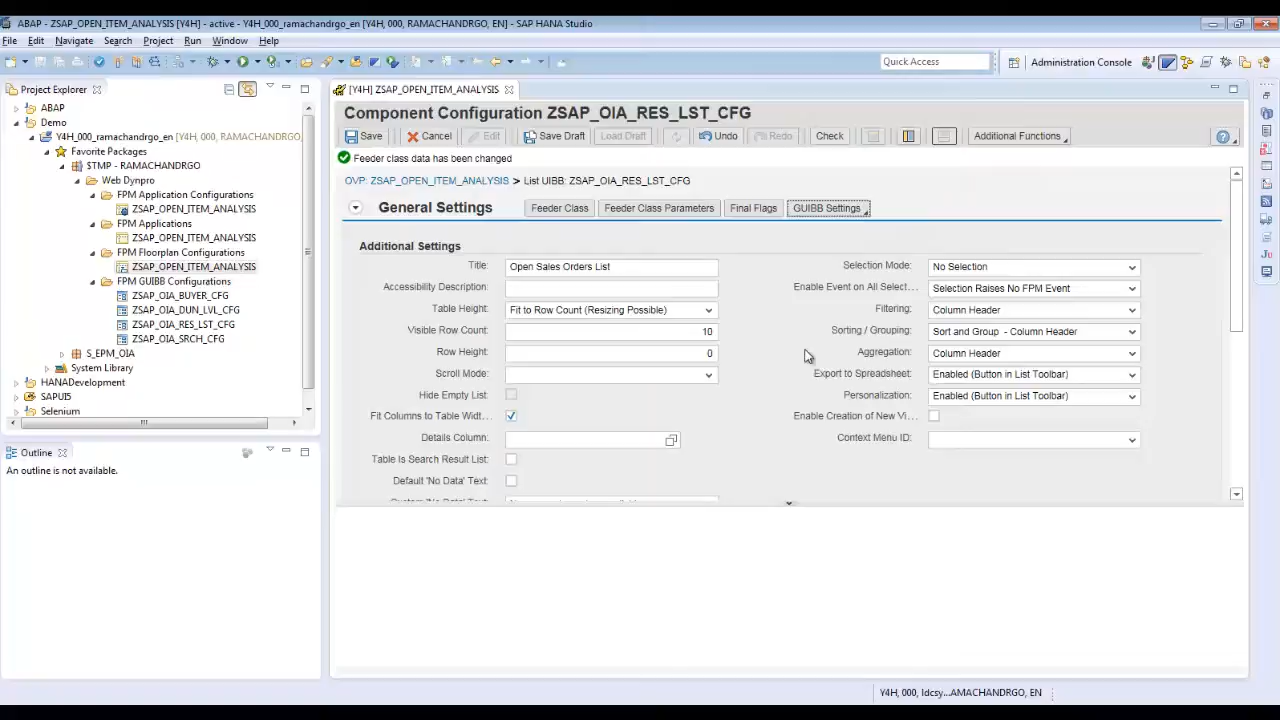 ABAP - ZSAP_OPEN_ITEM_ANALYSIS [Y4H] - active - Y4H_000_ramachandrgo_en [Y4H, 000, RAMACHANDRGO, EN] - SAP HANA Studio
File Edit Navigate Search Project Run Window Help
Quick Access
Administration Console
Project Explorer
ABAP
Demo
Y4H_000_ramachandrgo_en [Y4H, 000, RAMACHANDRGO,
Favorite Packages
STMP - RAMACHANDRGO
Web Dynpro
FPM Application Configurations
ZSAP_OPEN_ITEM_ANALYSIS
FPM Applications
ZSAP_OPEN_ITEM_ANALYSIS
FPM Floorplan Configurations
ZSAP_OPEN_ITEM_ANALYSIS
FPM GUIBB Configurations
ZSAP_OIA_BUYER_CFG
ZSAP_OIA_DUN_LVL_CFG
ZSAP_OIA_RES_LST_CFG
ZSAP_OIA_SRCH_CFG
S_EPM_OIA
System Library
HANADevelopment
SAPUI5
Selenium
Outline
An outline is not available.
[Y4H] ZSAP_OPEN_ITEM_ANALYSIS
Component Configuration ZSAP_OIA_RES_LST_CFG
Save Cancel Edit Save Draft Load Draft Undo Redo Check Additional Functions
Feeder class data has been changed
OVP: ZSAP_OPEN_ITEM_ANALYSIS > List UIBB: ZSAP_OIA_RES_LST_CFG
General Settings Feeder Class Feeder Class Parameters Final Flags GUIBB Settings
Additional Settings
Title: Open Sales Orders List
Accessibility Description:
Table Height: Fit to Row Count (Resizing Possible)
Visible Row Count: 10
Row Height: 0
Scroll Mode:
Hide Empty List:
Fit Columns to Table Widt...
Details Column:
Table Is Search Result List:
Default 'No Data' Text:
Selection Mode: No Selection
Enable Event on All Select... Selection Raises No FPM Event
Filtering: Column Header
Sorting / Grouping: Sort and Group - Column Header
Aggregation: Column Header
Export to Spreadsheet: Enabled (Button in List Toolbar)
Personalization: Enabled (Button in List Toolbar)
Enable Creation of New Vi...
Context Menu ID:
Y4H, 000, ldcsy...AMACHANDRGO, EN